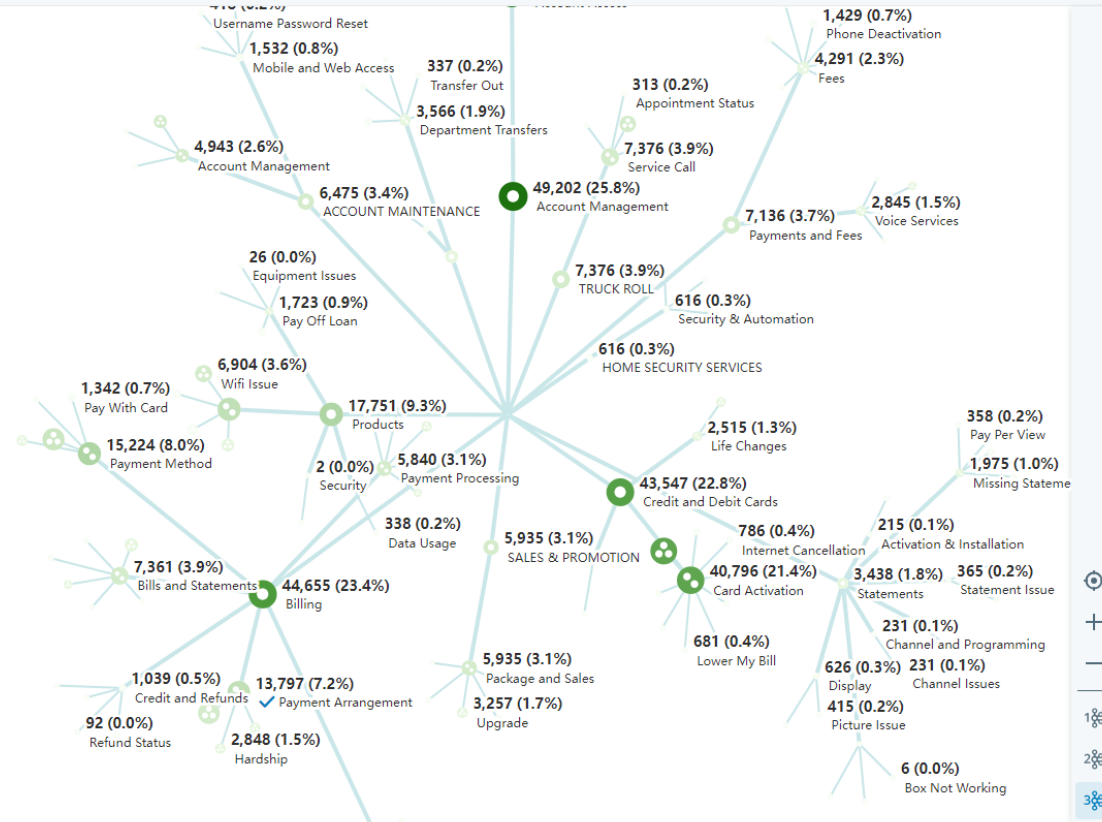 Username Password Reset
1,532 (0.8%)
Mobile and Web Access
337 (0.2%)
Transfer Out
3,566 (1.9%)
Department Transfers
1,429 (0.7%)
Phone Deactivation
4,291 (2.3%)
Fees
313 (0.2%)
Appointment Status
7,376 (3.9%)
Service Call
4,943 (2.6%)
Account Management
6,475 (3.4%)
ACCOUNT MAINTENANCE
49,202 (25.8%)
Account Management
7,136 (3.7%)
Payments and Fees
2,845 (1.5%)
Voice Services
26 (0.0%)
Equipment Issues
1,723 (0.9%)
Pay Off Loan
7,376 (3.9%)
TRUCK ROLL
616 (0.3%)
Security & Automation
616 (0.3%)
HOME SECURITY SERVICES
6,904 (3.6%)
Wifi Issue
1,342 (0.7%)
Pay With Card
17,751 (9.3%)
Products
15,224 (8.0%)
Payment Method
2 (0.0%)
Security
5,840 (3.1%)
Payment Processing
2,515 (1.3%)
Life Changes
358 (0.2%)
Pay Per View
1,975 (1.0%)
Missing Stateme
43,547 (22.8%)
Credit and Debit Cards
338 (0.2%)
Data Usage
5,935 (3.1%)
SALES & PROMOTION
786 (0.4%)
Internet Cancellation
215 (0.1%)
Activation & Installation
7,361 (3.9%)
Bills and Statements
44,655 (23.4%)
Billing
40,796 (21.4%)
Card Activation
3,438 (1.8%)
Statements
365 (0.2%)
Statement Issue
231 (0.1%)
Channel and Programming
681 (0.4%)
Lower My Bill
626 (0.3%)
Display
231 (0.1%)
Channel Issues
415 (0.2%)
Picture Issue
1,039 (0.5%)
Credit and Refunds
13,797 (7.2%)
Payment Arrangement
5,935 (3.1%)
Package and Sales
3,257 (1.7%)
Upgrade
92 (0.0%)
Refund Status
2,848 (1.5%)
Hardship
6 (0.0%)
Box Not Working
1
2
3